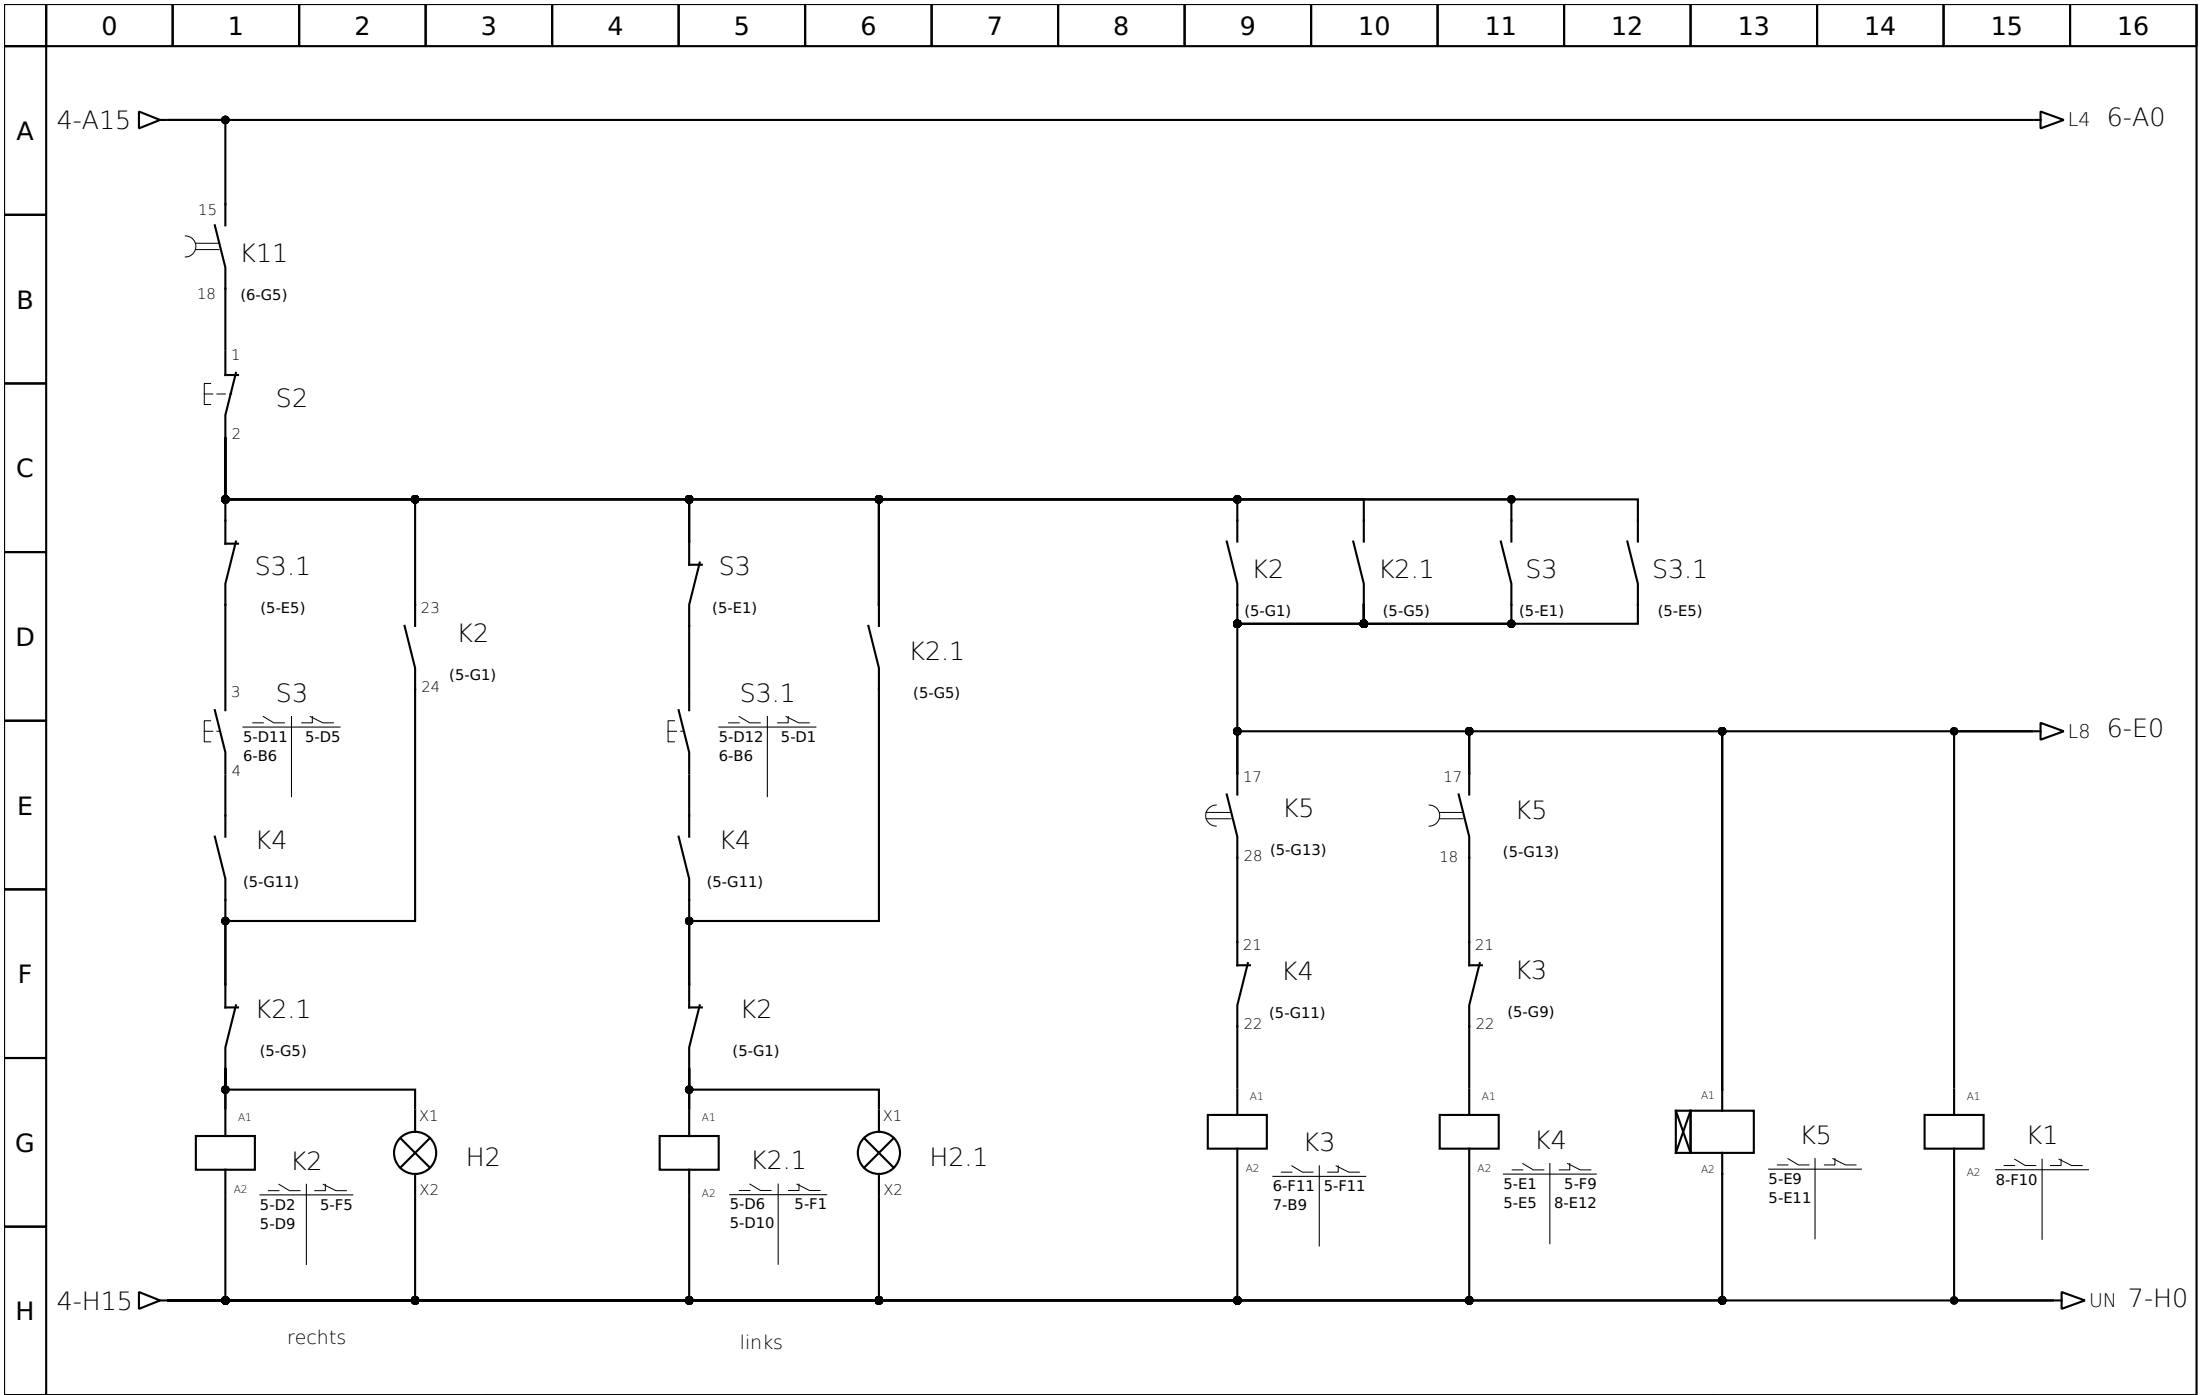 0 1 2 3 4 5 6 7 8 9 10 11 12 13 14 15 16
A
4-A15
L4 6-A0
15
K11
18 (6-G5)
B
1
S2
2
C
S3.1
(5-E5)
23
K2
(5-G1)
24
S3
(5-E1)
K2.1
(5-G5)
K2
(5-G1)
K2.1
(5-G5)
S3
(5-E1)
S3.1
(5-E5)
D
3
S3
5-D11 5-D5
6-B6
4
S3.1
5-D12 5-D1
6-B6
L8 6-E0
E
K4
(5-G11)
K4
(5-G11)
17
K5
28 (5-G13)
17
K5
18 (5-G13)
F
K2.1
(5-G5)
K2
(5-G1)
21
K4
(5-G11)
22
21
K3
(5-G9)
22
G
A1
K2
A2
5-D2 5-F5
5-D9
X1
H2
X2
A1
K2.1
A2
5-D6 5-F1
5-D10
X1
H2.1
X2
A1
K3
A2
6-F11 5-F11
7-B9
A1
K4
A2
5-E1 5-F9
5-E5 8-E12
A1
K5
A2
5-E9
5-E11
A1
K1
A2
8-F10
H
4-H15
UN 7-H0
rechts
links